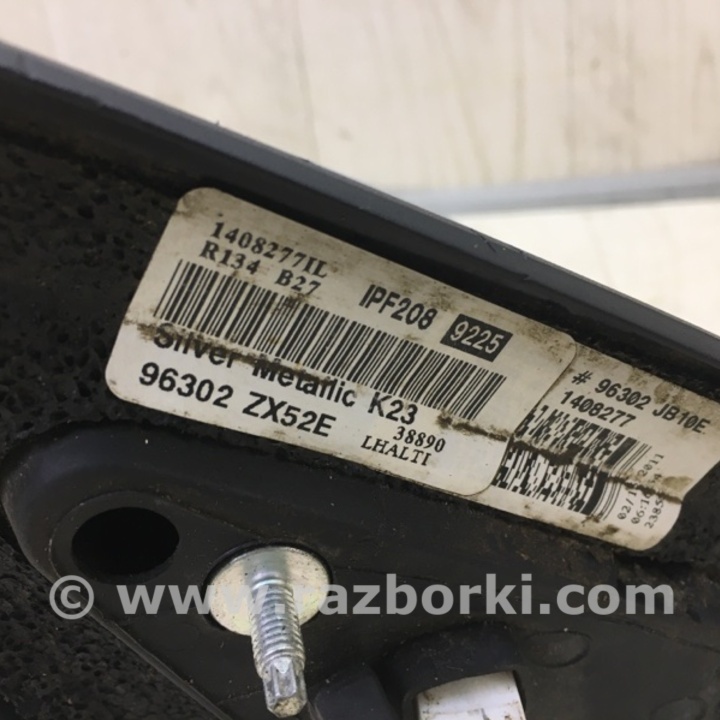 1408277IL
R134 B27
IPF208 9225
Silver Metallic K23
96302 ZX52E
38890
LHALTI
# 96302 JB10E
1408277
© www.razborki.com